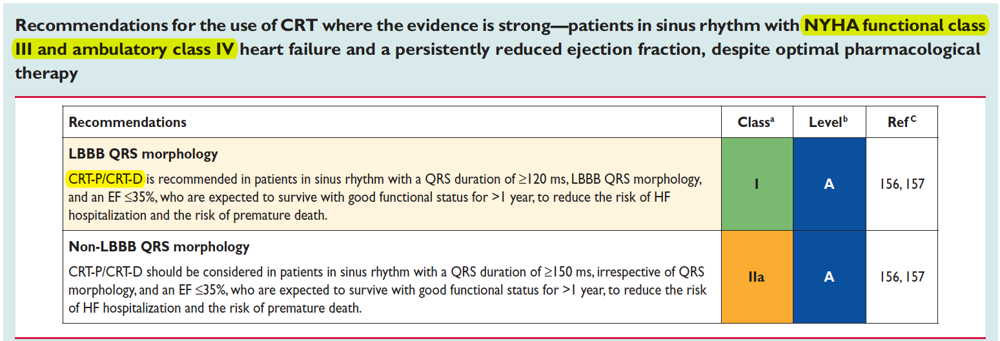 Recommendations for the use of CRT where the evidence is strong—patients in sinus rhythm with NYHA functional class
III and ambulatory class IV heart failure and a persistently reduced ejection fraction, despite optimal pharmacological
therapy
Recommendations Classᵃ Levelᵇ Ref ᶜ
LBBB QRS morphology
CRT-P/CRT-D is recommended in patients in sinus rhythm with a QRS duration of ≥120 ms, LBBB QRS morphology,
and an EF ≤35%, who are expected to survive with good functional status for >1 year, to reduce the risk of HF
hospitalization and the risk of premature death.
I A 156, 157
Non-LBBB QRS morphology
CRT-P/CRT-D should be considered in patients in sinus rhythm with a QRS duration of ≥150 ms, irrespective of QRS
morphology, and an EF ≤35%, who are expected to survive with good functional status for >1 year, to reduce the risk
of HF hospitalization and the risk of premature death.
IIa A 156, 157